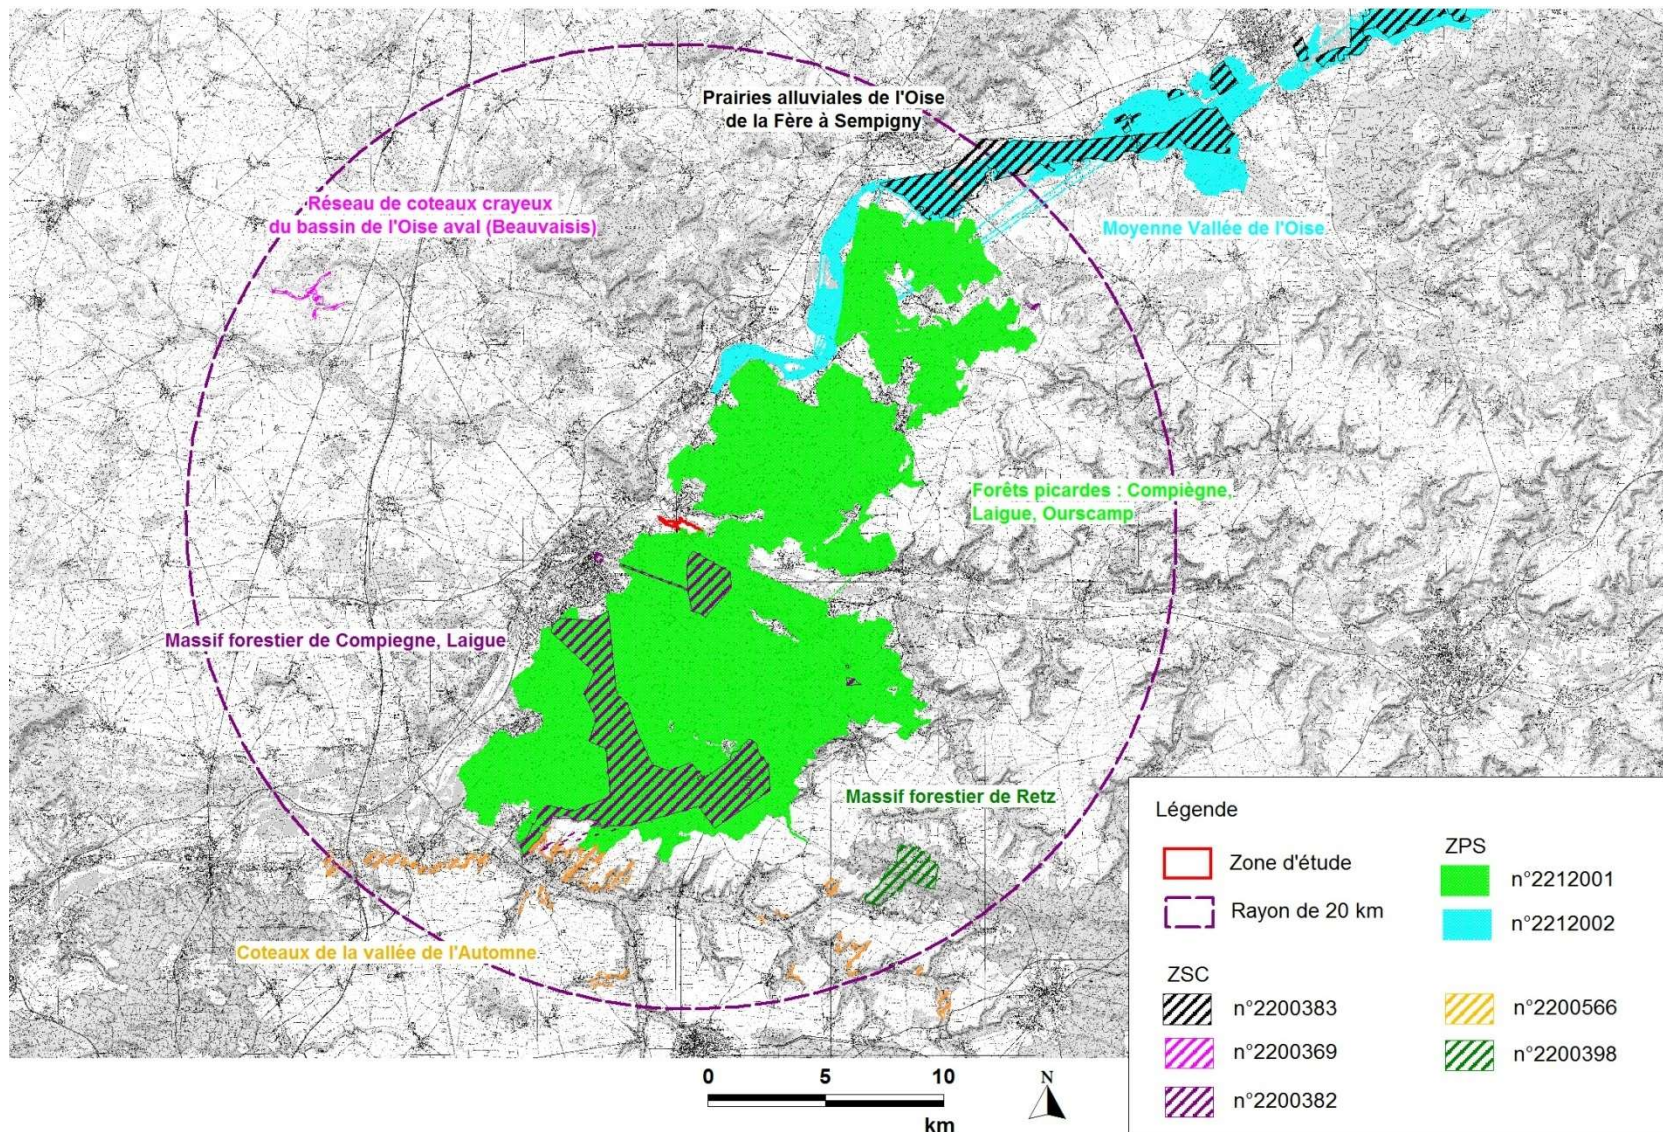 Prairies alluviales de l'Oise
de la Fère à Sempigny
Réseau de coteaux crayeux
du bassin de l'Oise aval (Beauvaisis)
Moyenne Vallée de l'Oise
Forêts picardes : Compiègne,
Laigue, Ourscamp
Massif forestier de Compiegne, Laigue
Massif forestier de Retz
Coteaux de la vallée de l'Automne
Légende
Zone d'étude
Rayon de 20 km
ZPS
n°2212001
n°2212002
ZSC
n°2200383
n°2200369
n°2200382
n°2200566
n°2200398
0 5 10
km
N